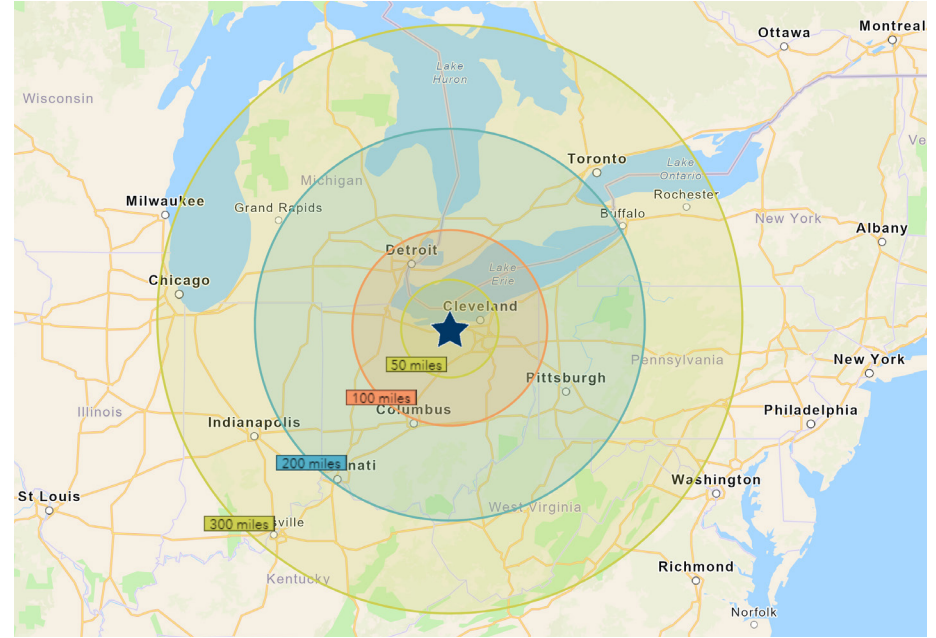 Ottawa
Montreal
Lake
Huron
Wisconsin
Ve
Toronto
Lake
Ontario
Michigan
Milwaukee
Grand Rapids
Rochester
Buffalo
New York
Albany
Detroit
Lake
Erie
Chicago
Cleveland
50 miles
Pennsylvania
New York
Pittsburgh
100 miles
Columbus
Illinois
Philadelphia
Indianapolis
200 miles
nati
Washington
St Louis
West Virginia
300 miles
sville
Richmond
Kentucky
Norfolk